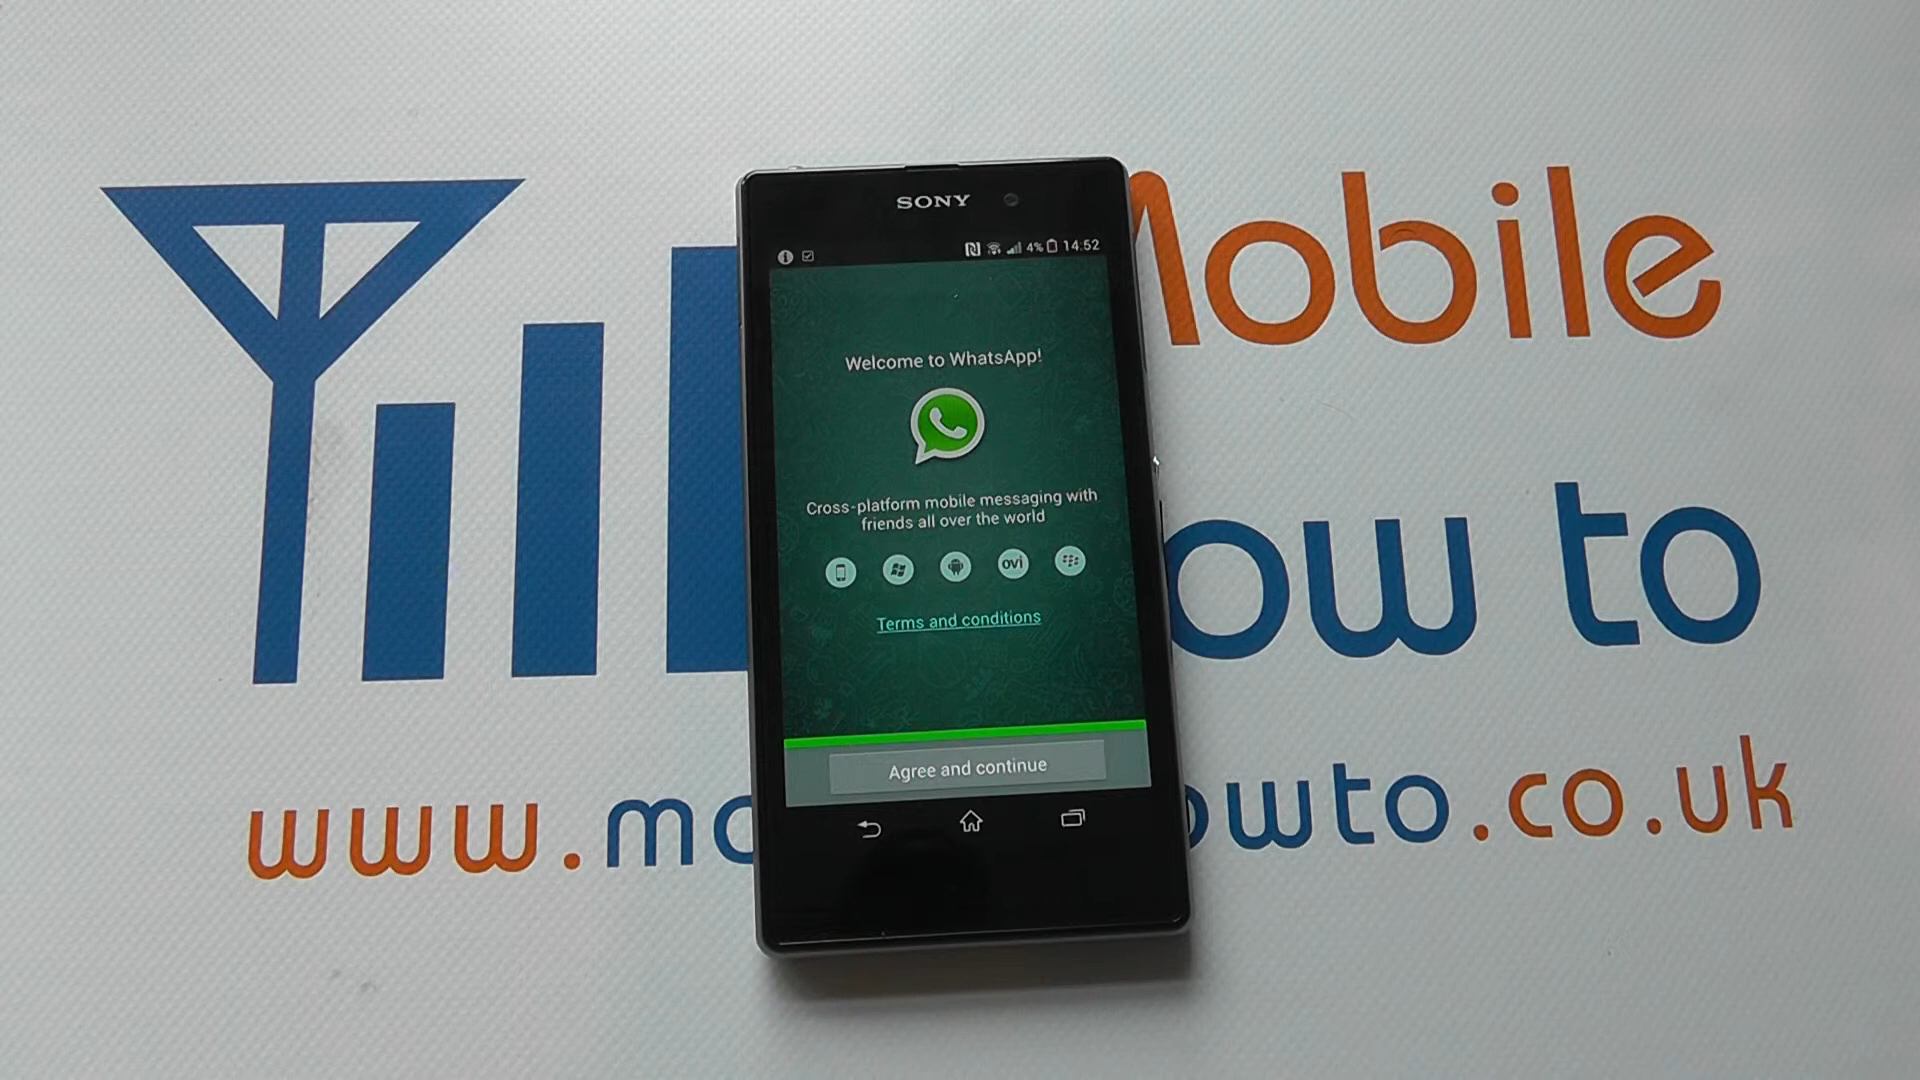 SONY
4% 14:52
Welcome to WhatsApp!
Cross-platform mobile messaging with
friends all over the world
ovi
Terms and conditions
Agree and continue
Mobile
ow to
www.mo owto.co.uk